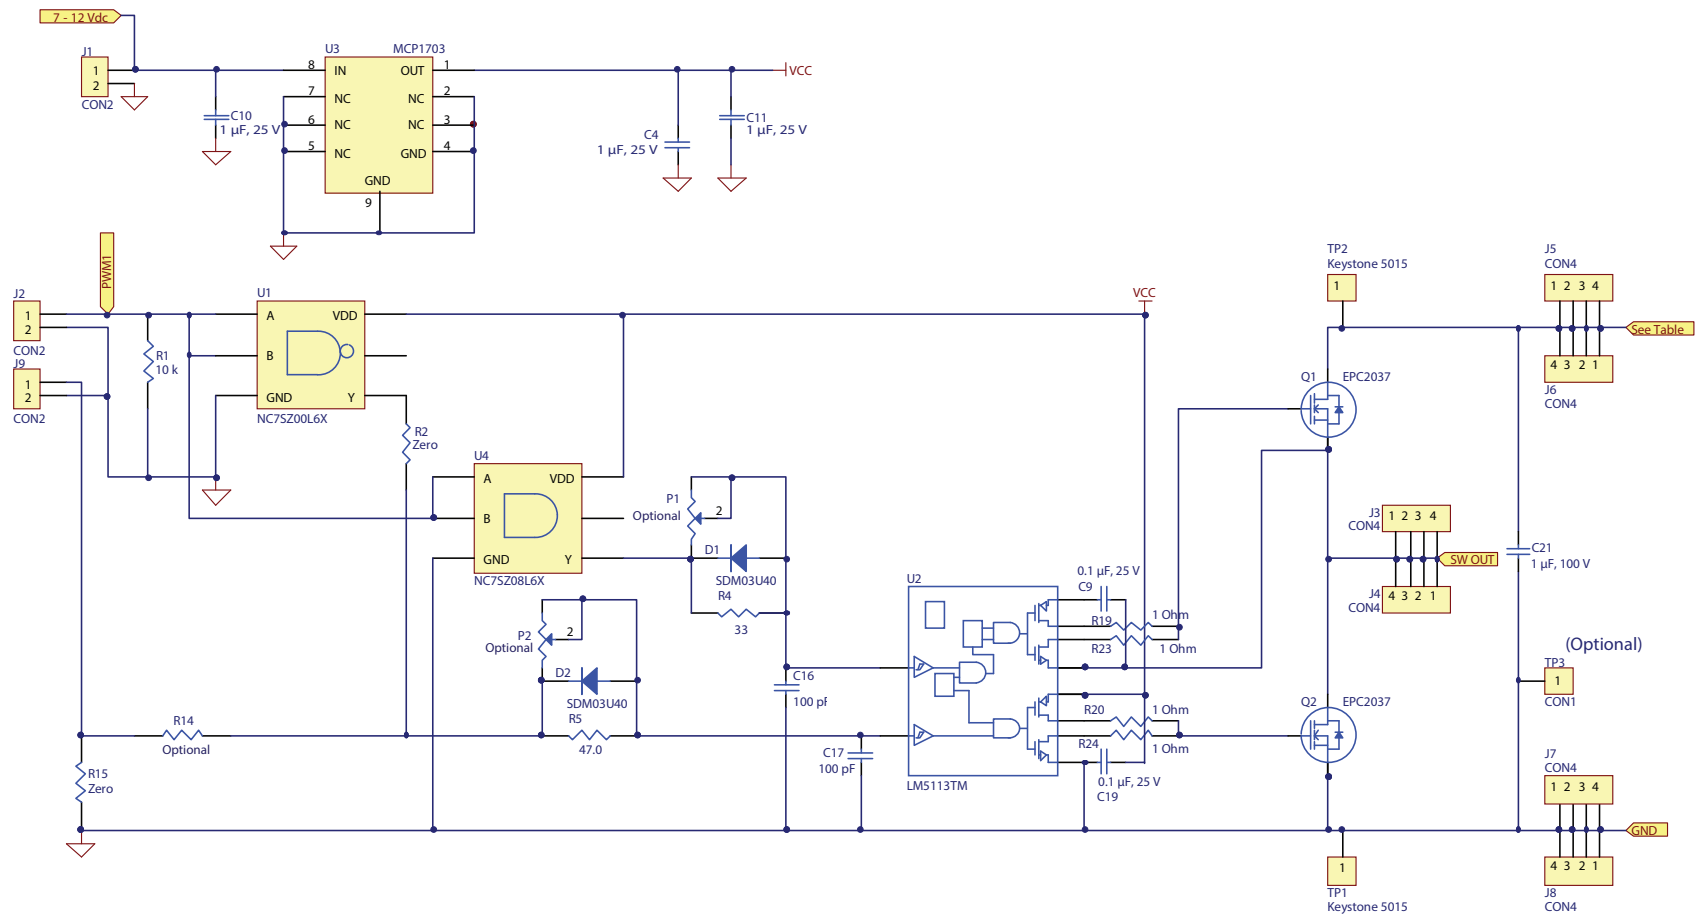 7 - 12 Vdc
J1
1
2
CON2
C10
1 µF, 25 V
U3
MCP1703
8
IN
OUT
1
7
NC
NC
2
6
NC
NC
3
5
NC
GND
4
GND
9
C4
1 µF, 25 V
C11
1 µF, 25 V
VCC
PWM1
J2
1
2
CON2
J9
1
2
CON2
R1
10 k
U1
A
VDD
B
GND
Y
NC7SZ00L6X
R2
Zero
U4
A
VDD
B
GND
Y
NC7SZ08L6X
P1
Optional
2
D1
SDM03U40
R4
33
P2
Optional
2
D2
SDM03U40
R5
47.0
R14
Optional
R15
Zero
C16
100 pF
C17
100 pF
U2
LM5113TM
VCC
0.1 µF, 25 V
C9
R19
1 Ohm
R23
1 Ohm
R20
1 Ohm
R24
1 Ohm
0.1 µF, 25 V
C19
TP2
Keystone 5015
1
Q1
EPC2037
Q2
EPC2037
J5
CON4
1 2 3 4
See Table
4 3 2 1
J6
CON4
J3
CON4
1 2 3 4
SW OUT
J4
CON4
4 3 2 1
C21
1 µF, 100 V
(Optional)
TP3
1
CON1
J7
CON4
1 2 3 4
GND
4 3 2 1
J8
CON4
1
TP1
Keystone 5015